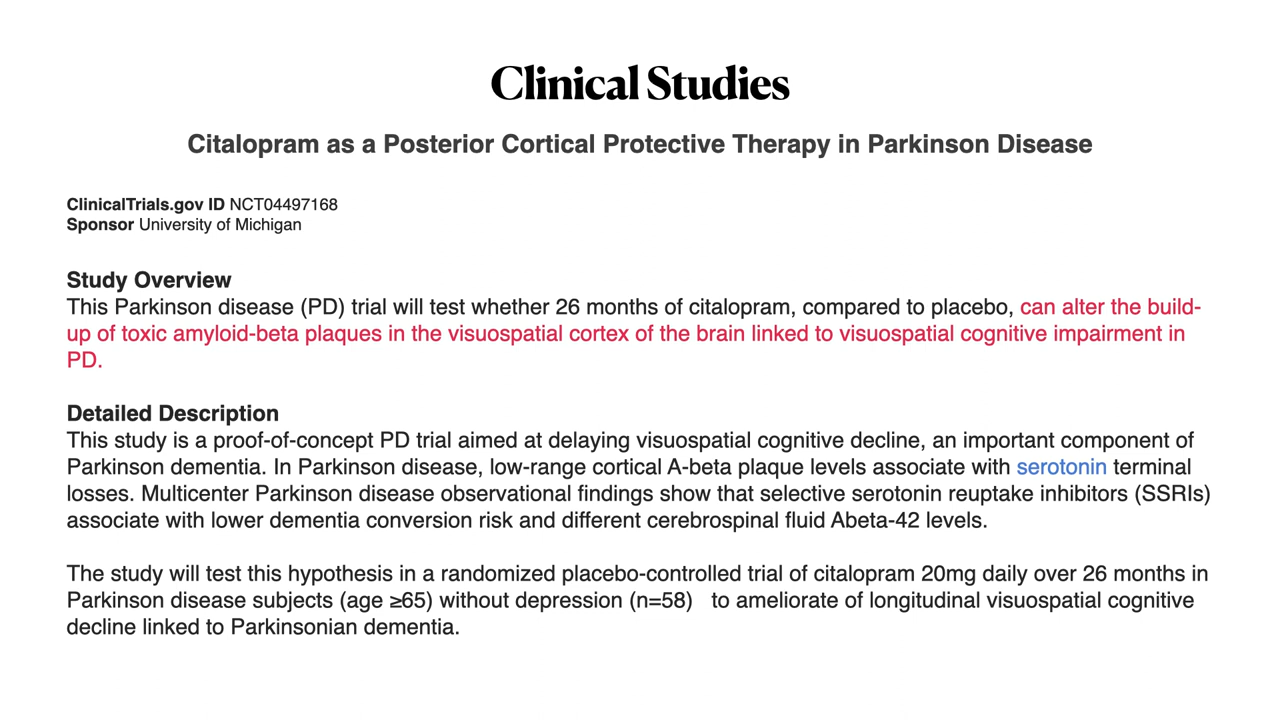 Clinical Studies
Citalopram as a Posterior Cortical Protective Therapy in Parkinson Disease
ClinicalTrials.gov ID NCT04497168
Sponsor University of Michigan
Study Overview
This Parkinson disease (PD) trial will test whether 26 months of citalopram, compared to placebo, can alter the build-
up of toxic amyloid-beta plaques in the visuospatial cortex of the brain linked to visuospatial cognitive impairment in
PD.
Detailed Description
This study is a proof-of-concept PD trial aimed at delaying visuospatial cognitive decline, an important component of
Parkinson dementia. In Parkinson disease, low-range cortical A-beta plaque levels associate with serotonin terminal
losses. Multicenter Parkinson disease observational findings show that selective serotonin reuptake inhibitors (SSRIs)
associate with lower dementia conversion risk and different cerebrospinal fluid Abeta-42 levels.
The study will test this hypothesis in a randomized placebo-controlled trial of citalopram 20mg daily over 26 months in
Parkinson disease subjects (age ≥65) without depression (n=58)   to ameliorate of longitudinal visuospatial cognitive
decline linked to Parkinsonian dementia.